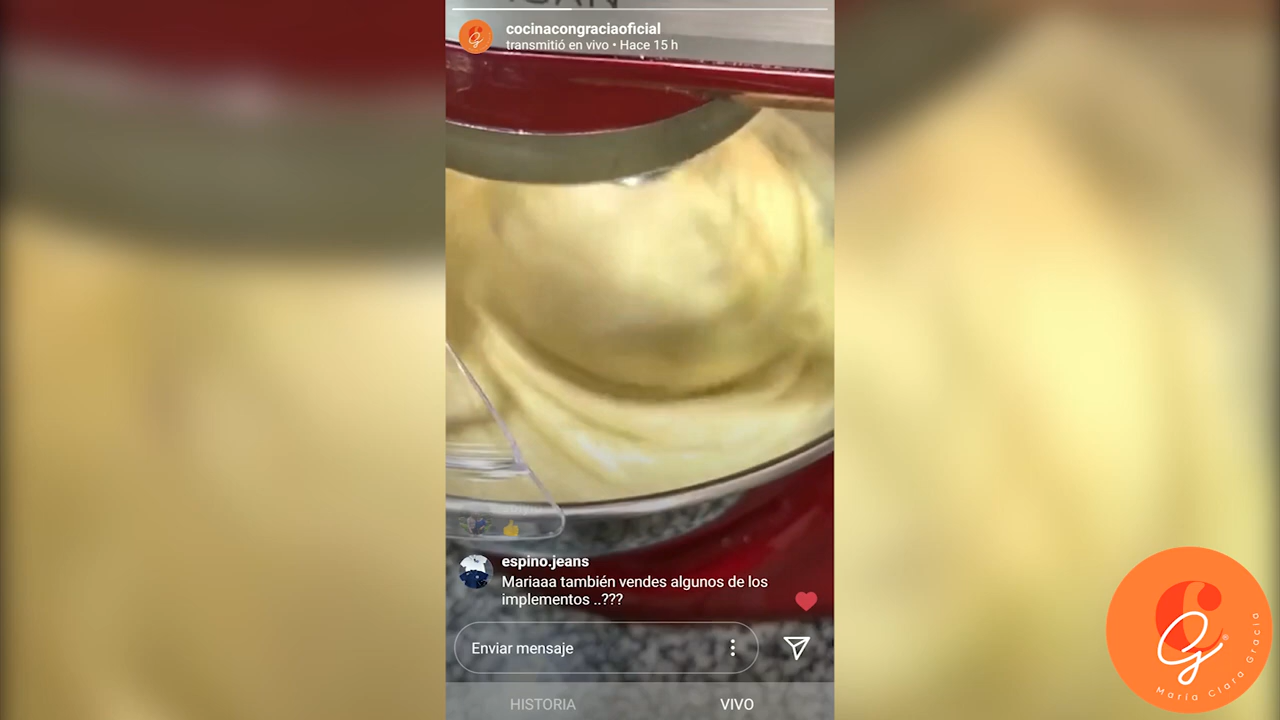 cocinacongraciaoficial
transmitió en vivo • Hace 15 h
espino.jeans
Mariaaa también vendes algunos de los
implementos ..???
Enviar mensaje
HISTORIA
VIVO
María Clara Gracia